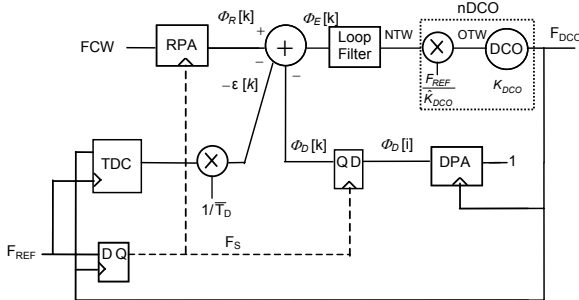 nDCO
Φ_R[k]
Φ_E[k]
FCW
RPA
+
+
−
−
Loop
Filter
NTW
OTW
DCO
F_DCO
F_REF
K̂_DCO
K_DCO
−ε[k]
TDC
1/T̅_D
Φ_D[k]
Q D
Φ_D[i]
DPA
1
F_REF
D Q
F_S